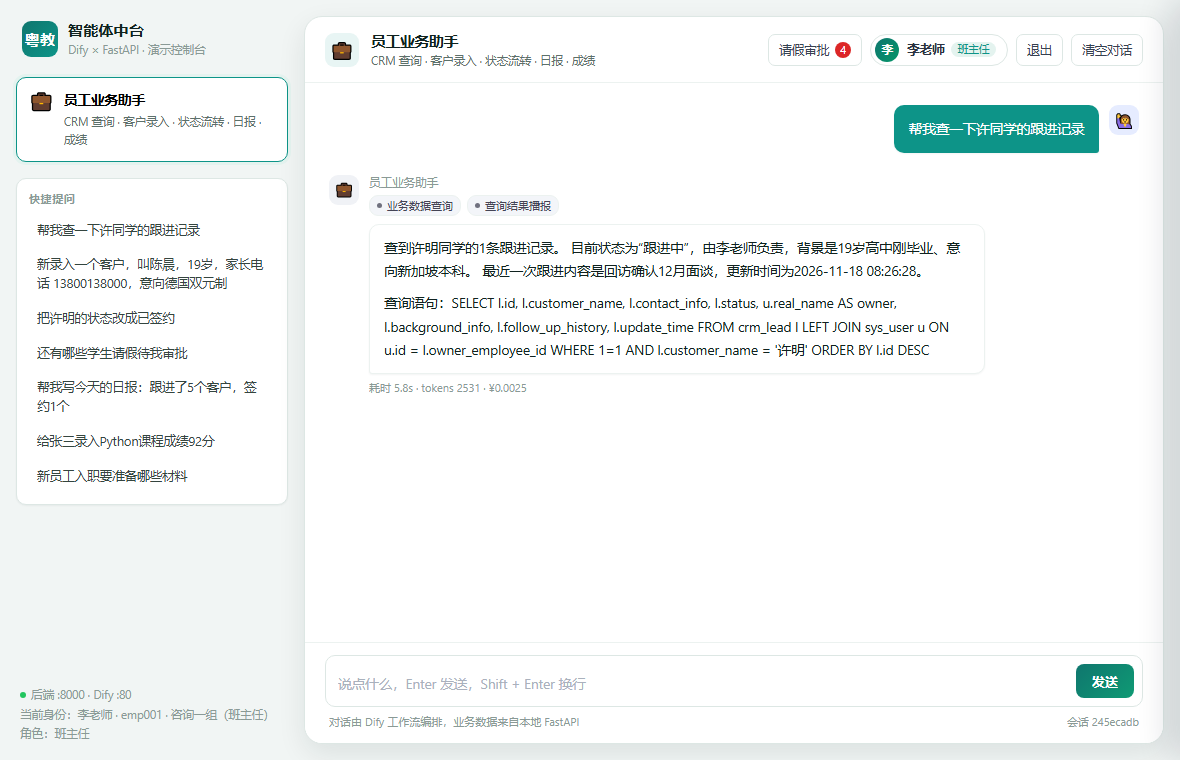 粤教
智能体中台
Dify × FastAPI · 演示控制台
员工业务助手
CRM 查询 · 客户录入 · 状态流转 · 日报 ·
成绩
快捷提问
帮我查一下许同学的跟进记录
新录入一个客户，叫陈晨，19岁，家长电
话 13800138000，意向德国双元制
把许明的状态改成已签约
还有哪些学生请假待我审批
帮我写今天的日报：跟进了5个客户，签
约1个
给张三录入Python课程成绩92分
新员工入职要准备哪些材料
后端 :8000 · Dify :80
当前身份：李老师 · emp001 · 咨询一组（班主任）
角色：班主任
员工业务助手
CRM 查询 · 客户录入 · 状态流转 · 日报 · 成绩
请假审批 4
李 李老师 班主任
退出
清空对话
帮我查一下许同学的跟进记录
员工业务助手
业务数据查询
查询结果播报
查到许明同学的1条跟进记录。 目前状态为“跟进中”，由李老师负责，背景是19岁高中刚毕业、意
向新加坡本科。 最近一次跟进内容是回访确认12月面谈，更新时间为2026-11-18 08:26:28。
查询语句：SELECT l.id, l.customer_name, l.contact_info, l.status, u.real_name AS owner,
l.background_info, l.follow_up_history, l.update_time FROM crm_lead l LEFT JOIN sys_user u ON
u.id = l.owner_employee_id WHERE 1=1 AND l.customer_name = '许明' ORDER BY l.id DESC
耗时 5.8s · tokens 2531 · ¥0.0025
说点什么，Enter 发送，Shift + Enter 换行
发送
对话由 Dify 工作流编排，业务数据来自本地 FastAPI
会话 245ecadb